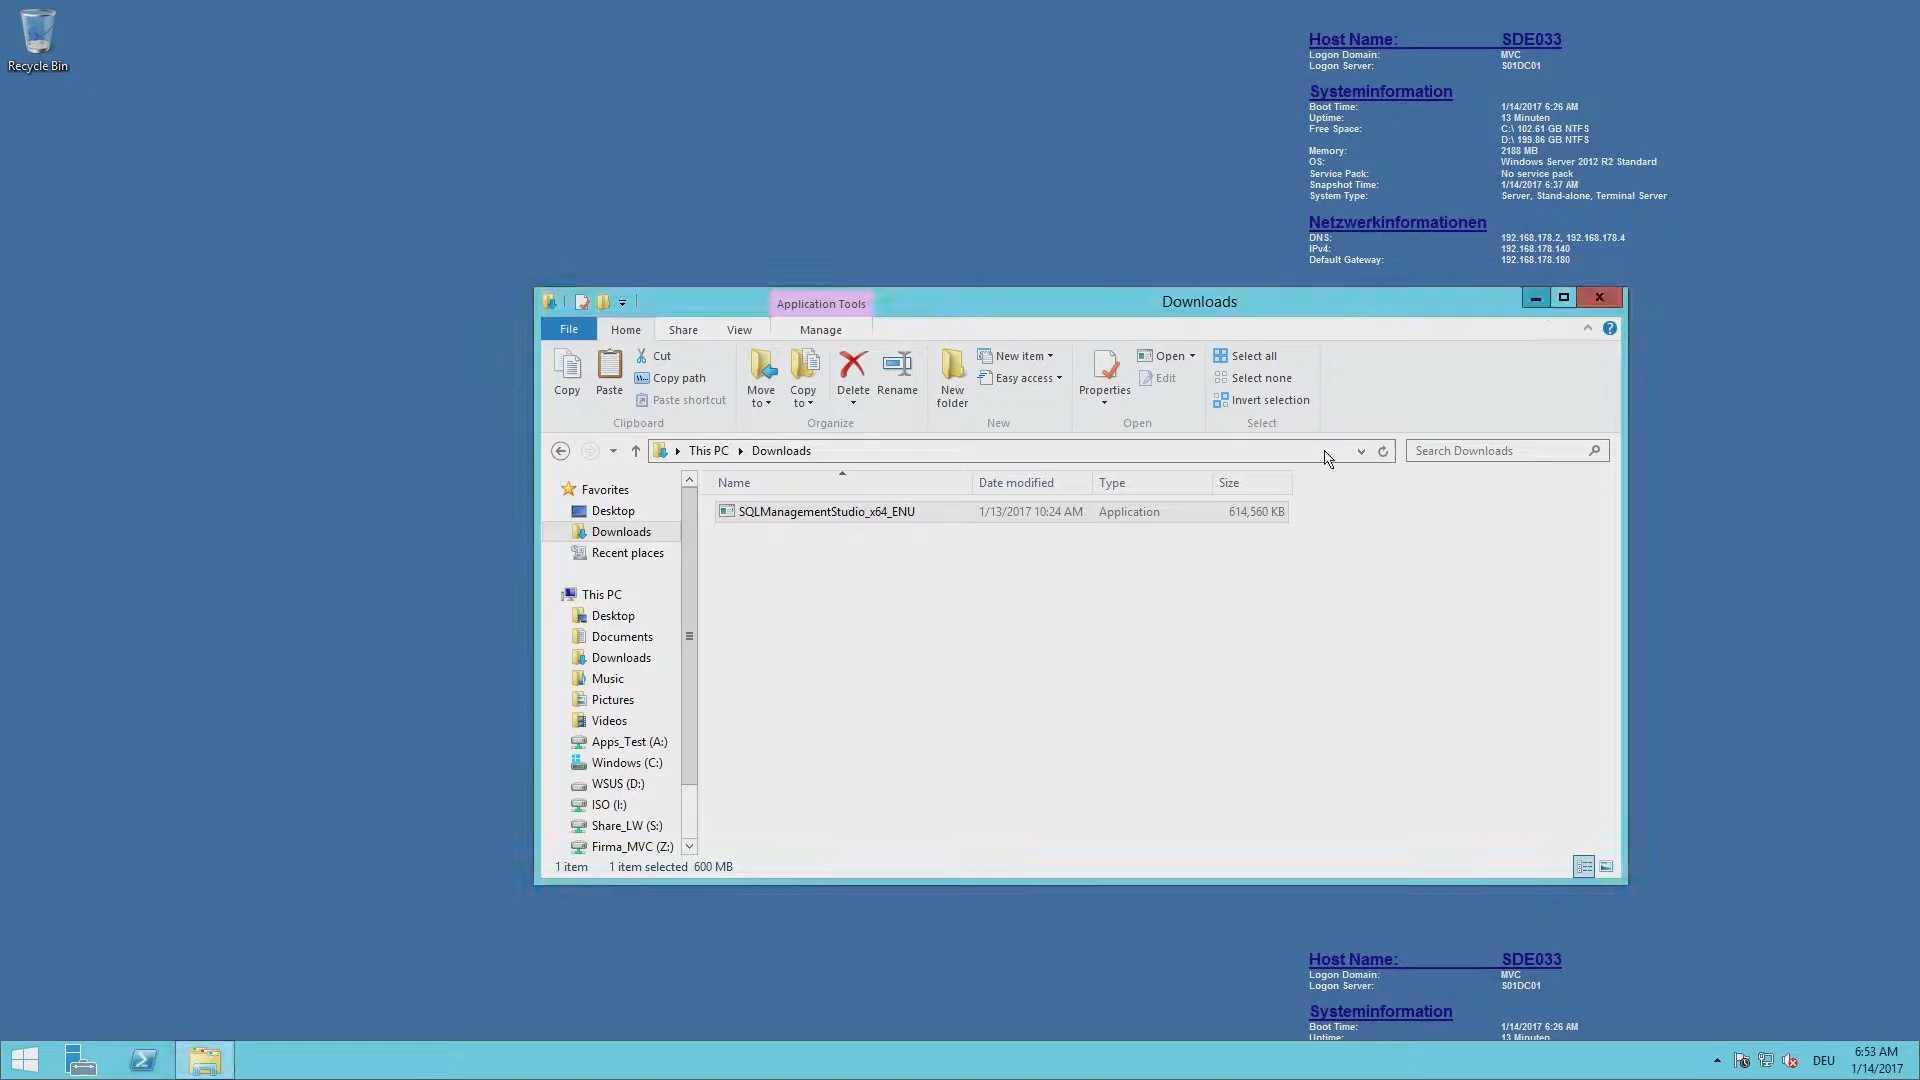 Recycle Bin
Host Name: SDE033
Logon Domain: MVC
Logon Server: S01DC01
Systeminformation
Boot Time: 1/14/2017 6:26 AM
Uptime: 13 Minuten
Free Space: C:\ 102.61 GB NTFS
D:\ 199.86 GB NTFS
Memory: 2188 MB
OS: Windows Server 2012 R2 Standard
Service Pack: No service pack
Snapshot Time: 1/14/2017 6:37 AM
System Type: Server, Stand-alone, Terminal Server
Netzwerkinformationen
DNS: 192.168.178.2, 192.168.178.4
IPv4: 192.168.178.140
Default Gateway: 192.168.178.180
Application Tools
Downloads
File Home Share View Manage
Copy
Paste
Cut
Copy path
Paste shortcut
Clipboard
Move to
Copy to
Delete
Rename
Organize
New folder
New item
Easy access
New
Properties
Open
Edit
Open
Select all
Select none
Invert selection
Select
This PC Downloads
Search Downloads
Name Date modified Type Size
SQLManagementStudio_x64_ENU 1/13/2017 10:24 AM Application 614,560 KB
Favorites
Desktop
Downloads
Recent places
This PC
Desktop
Documents
Downloads
Music
Pictures
Videos
Apps_Test (A:)
Windows (C:)
WSUS (D:)
ISO (I:)
Share_LW (S:)
Firma_MVC (Z:)
1 item 1 item selected 600 MB
Host Name: SDE033
Logon Domain: MVC
Logon Server: S01DC01
Systeminformation
Boot Time: 1/14/2017 6:26 AM
Uptime: 13 Minuten
DEU
6:53 AM
1/14/2017